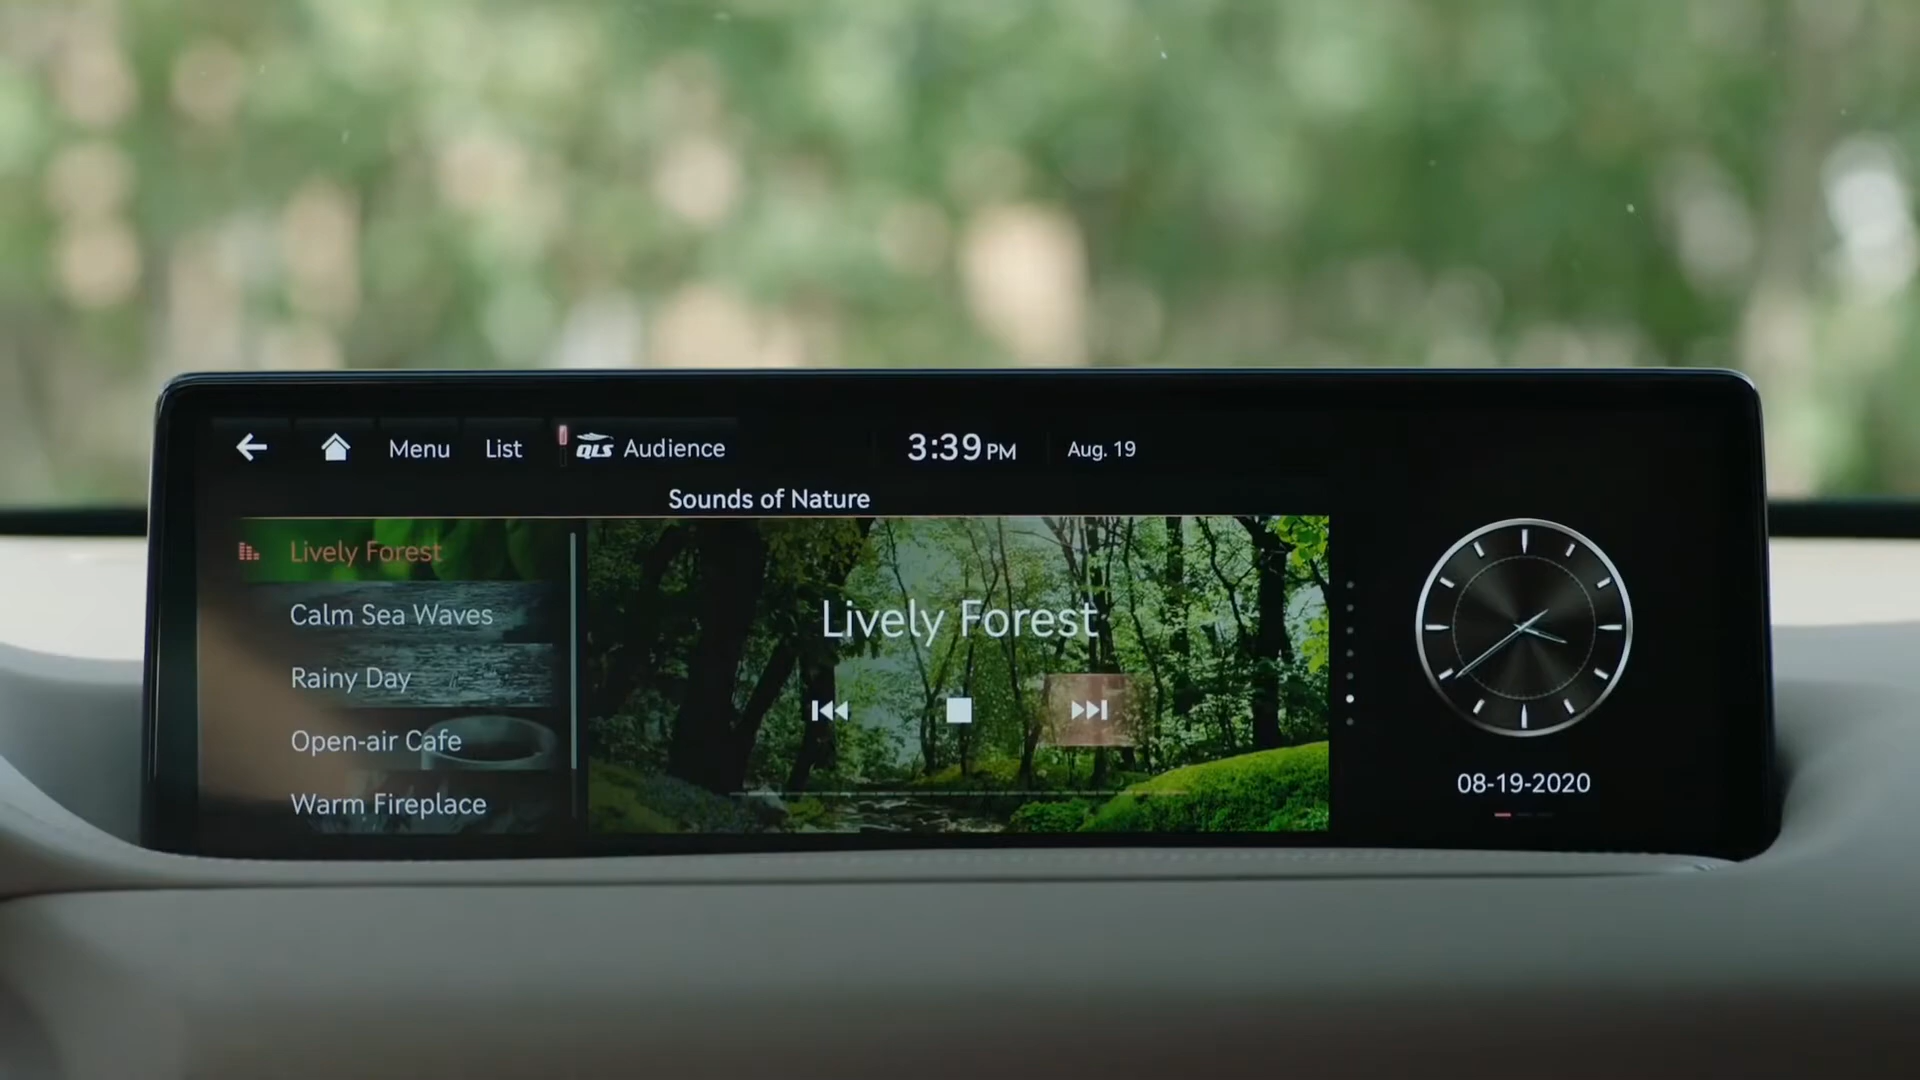 Menu List QLS Audience 3:39 PM Aug. 19
Sounds of Nature
Lively Forest
Calm Sea Waves
Rainy Day
Open-air Cafe
Warm Fireplace
Lively Forest
08-19-2020